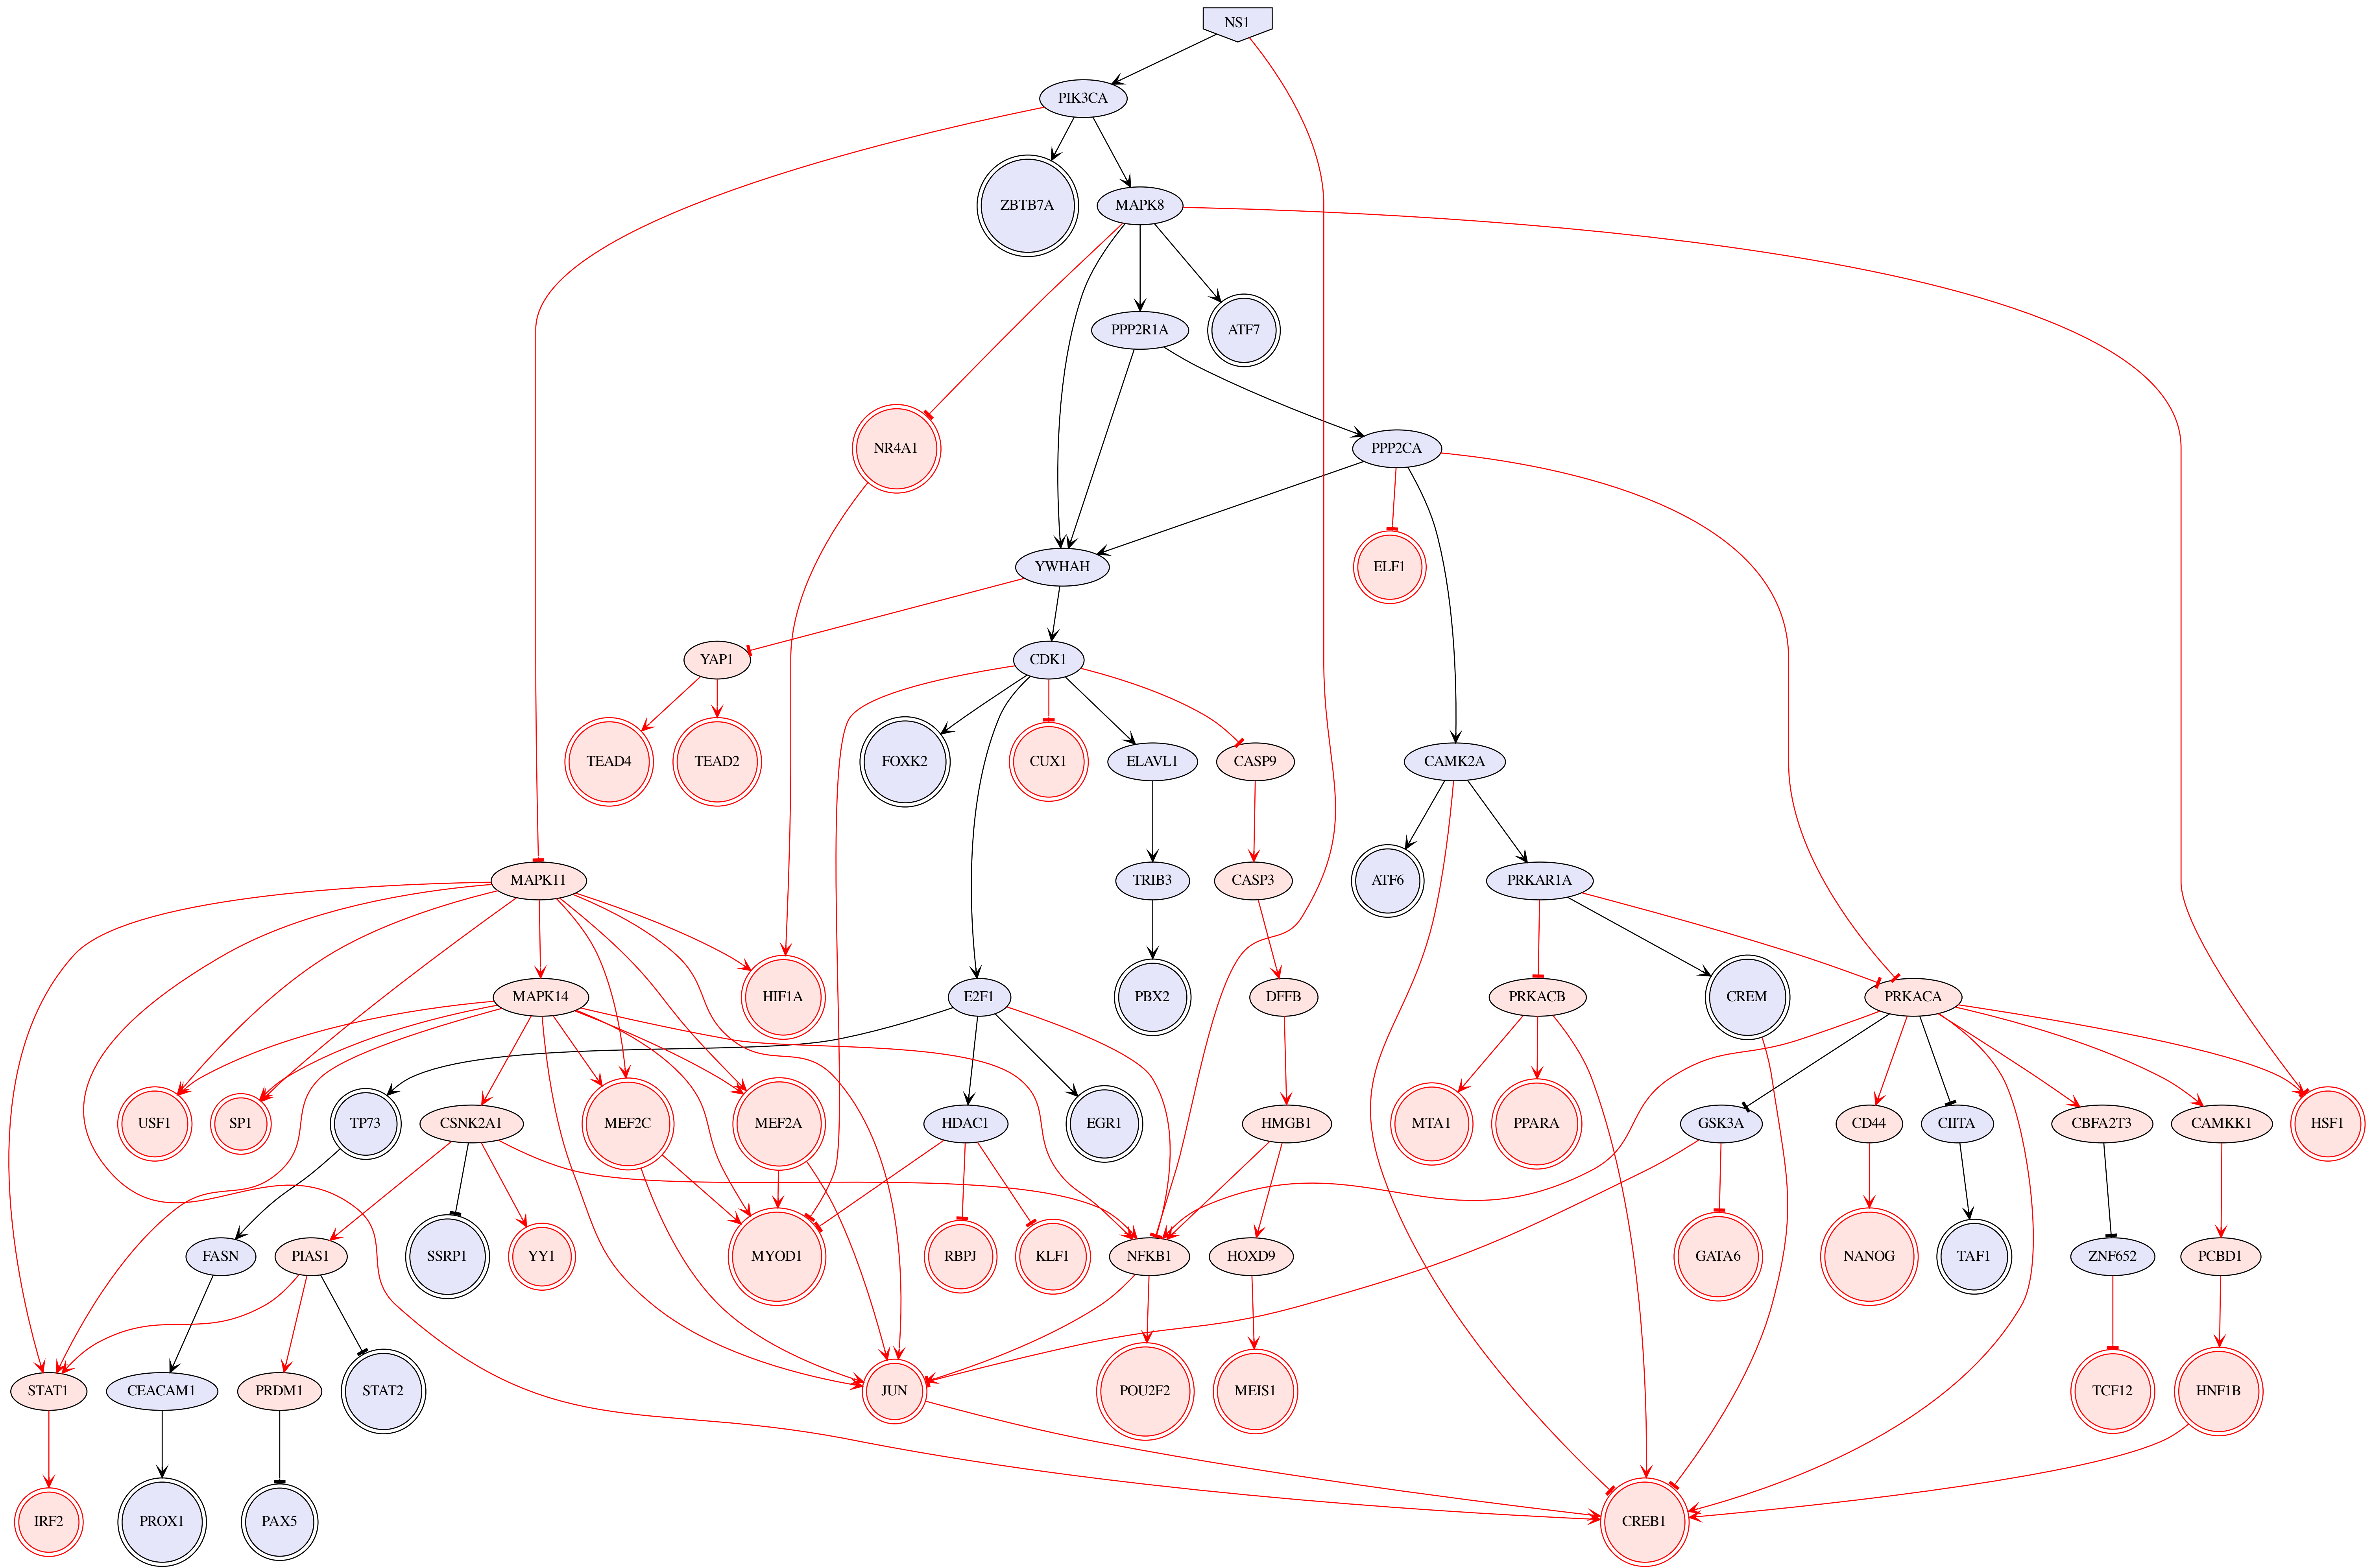 NS1
PIK3CA
ZBTB7A
MAPK8
PPP2R1A
ATF7
NR4A1
PPP2CA
YWHAH
ELF1
YAP1
CDK1
TEAD4
TEAD2
FOXK2
CUX1
ELAVL1
CASP9
CAMK2A
MAPK11
TRIB3
CASP3
ATF6
PRKAR1A
MAPK14
HIF1A
E2F1
PBX2
DFFB
PRKACB
CREM
PRKACA
USF1
SP1
TP73
CSNK2A1
MEF2C
MEF2A
HDAC1
EGR1
HMGB1
MTA1
PPARA
GSK3A
CD44
CIITA
CBFA2T3
CAMKK1
HSF1
FASN
PIAS1
SSRP1
YY1
MYOD1
RBPJ
KLF1
NFKB1
HOXD9
GATA6
NANOG
TAF1
ZNF652
PCBD1
STAT1
CEACAM1
PRDM1
STAT2
JUN
POU2F2
MEIS1
TCF12
HNF1B
IRF2
PROX1
PAX5
CREB1